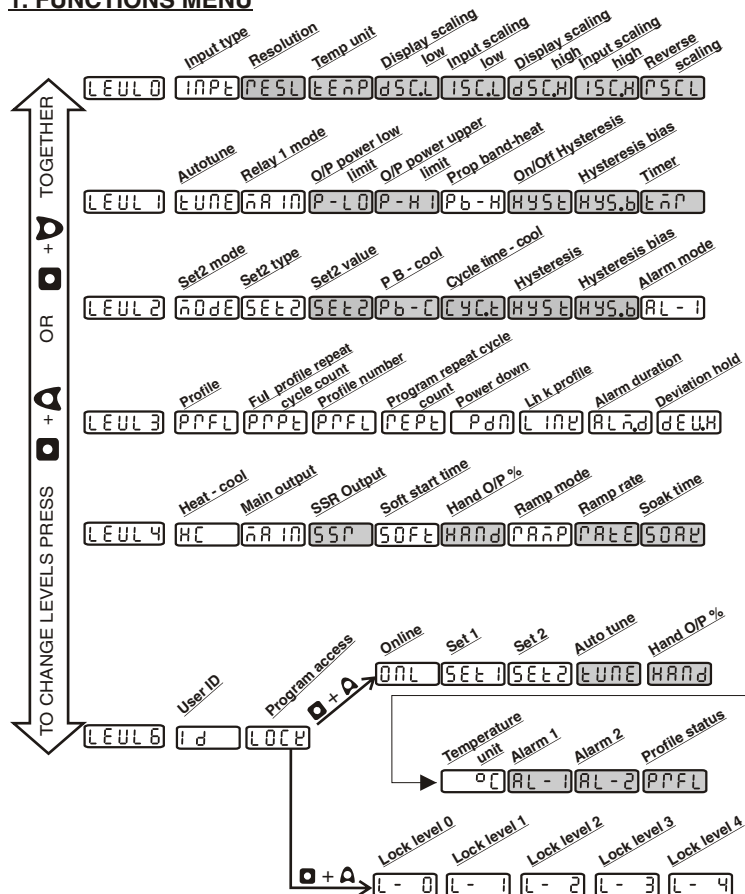 1. FUNCTIONS MENU
TO CHANGE LEVELS PRESS + OR + TOGETHER
Input type Resolution Temp unit Display scaling low Input scaling low Display scaling high Input scaling high Reverse scaling
LEVL 0 INPt RESL tEMP dSC.L ISC.L dSC.H ISC.H RSCL
Autotune Relay 1 mode O/P power low limit O/P power upper limit Prop band-heat On/Off Hysteresis Hysteresis bias Timer
LEVL 1 tUNE MAIN P-LO P-HI Pb-H HYSt HYS.b tMR
Set2 mode Set2 type Set2 value P B - cool Cycle time - cool Hysteresis Hysteresis bias Alarm mode
LEVL 2 MOdE SEt2 SEt2 Pb-C CYC.t HYSt HYS.b AL-1
Profile Ful profile repeat cycle count Profile number Program repeat cycle count Power down Lh k profile Alarm duration Deviation hold
LEVL 3 PRFL PRPt PRFL REPt PdN LINK ALM.d dEV.H
Heat - cool Main output SSR Output Soft start time Hand O/P % Ramp mode Ramp rate Soak time
LEVL 4 HC MAIN SSR SOFt HANd RAMP RAtE SOAK
Online Set 1 Set 2 Auto tune Hand O/P %
ONL SEt1 SEt2 tUNE HANd
User ID Program access
LEVL 6 Id LOCK
+
Temperature unit Alarm 1 Alarm 2 Profile status
°C AL-1 AL-2 PRFL
Lock level 0 Lock level 1 Lock level 2 Lock level 3 Lock level 4
+
L- 0 L- 1 L- 2 L- 3 L- 4